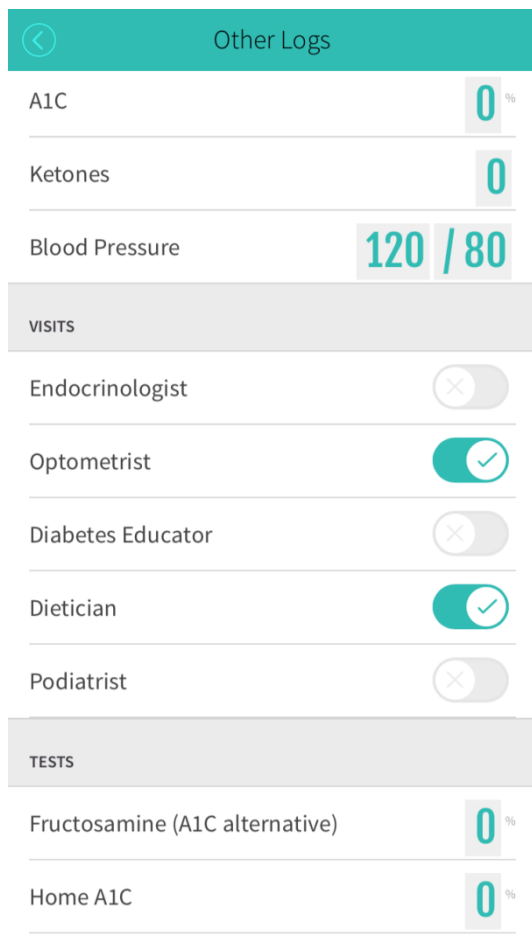 Other Logs
A1C 0 %
Ketones 0
Blood Pressure 120 / 80
VISITS
Endocrinologist
Optometrist
Diabetes Educator
Dietician
Podiatrist
TESTS
Fructosamine (A1C alternative) 0 %
Home A1C 0 %